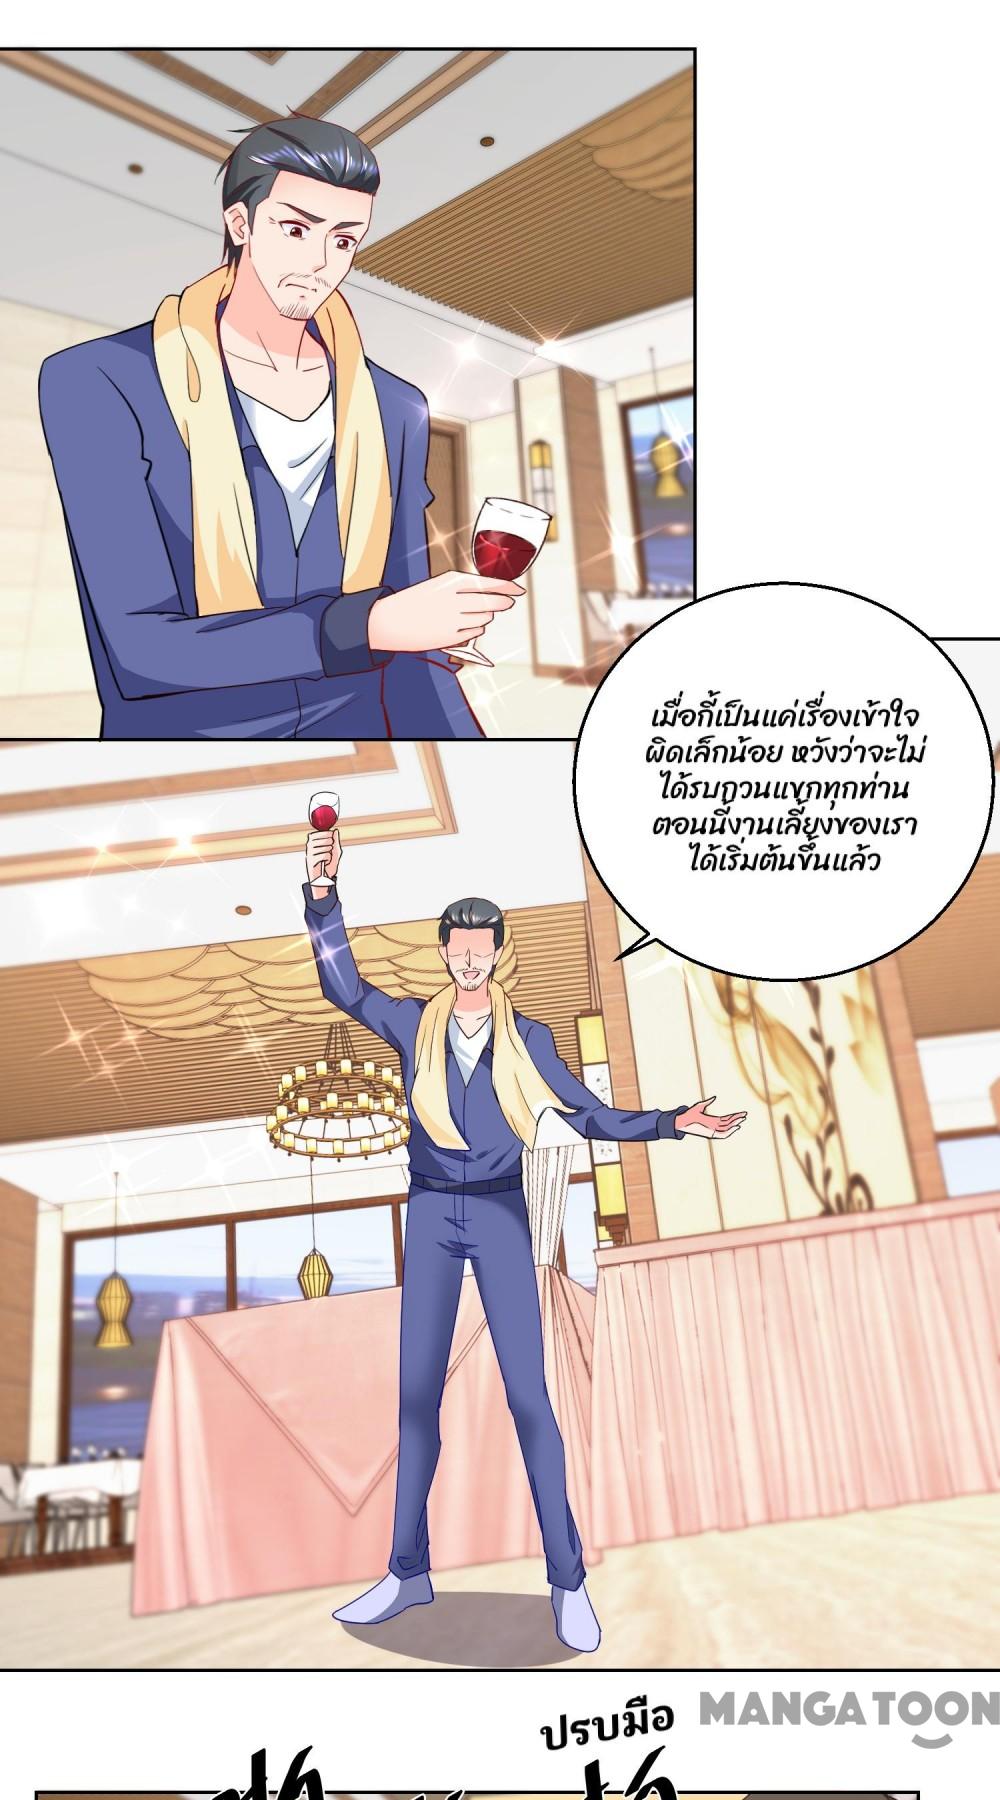 เมื่อกี้เป็นแค่เรื่องเข้าใจ
ผิดเล็กน้อย หวังว่าจะไม่
ได้รบกวนแขกทุกท่าน
ตอนนี้งานเลี้ยงของเรา
ได้เริ่มต้นขึ้นแล้ว
ปรบมือ
MANGATOON